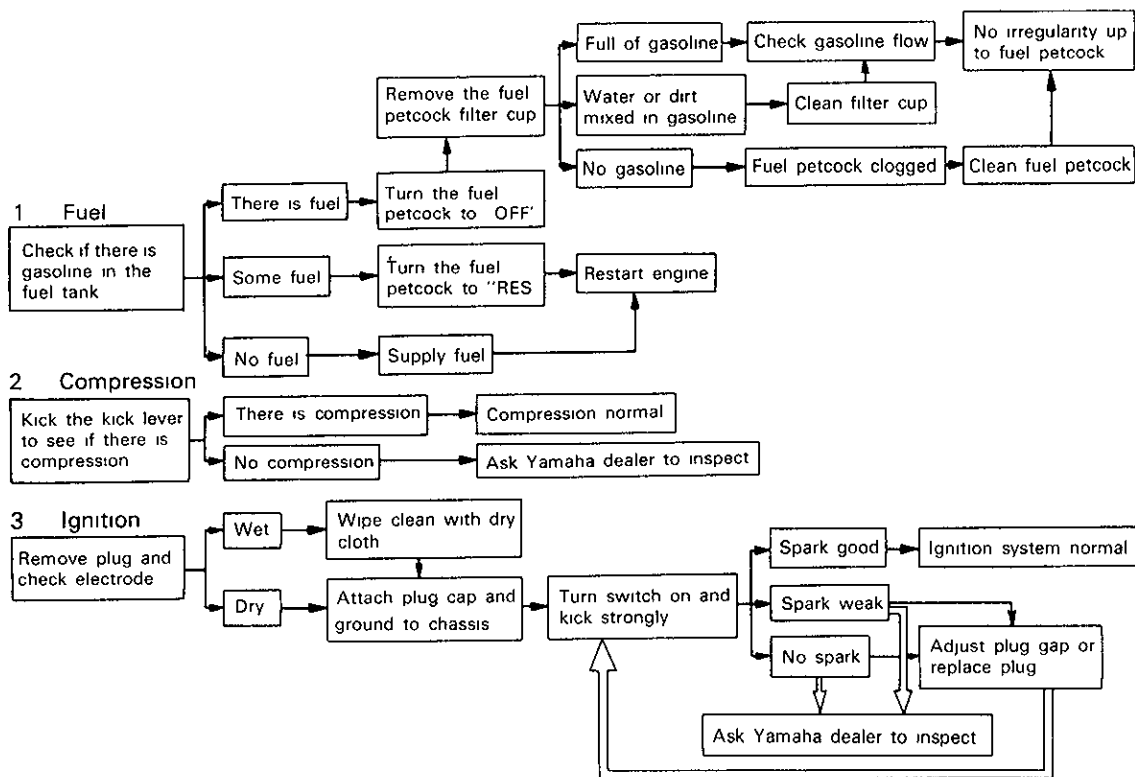 1 Fuel
Check if there is
gasoline in the
fuel tank
There is fuel
Turn the fuel
petcock to 'OFF'
Remove the fuel
petcock filter cup
Full of gasoline
Check gasoline flow
No irregularity up
to fuel petcock
Water or dirt
mixed in gasoline
Clean filter cup
No gasoline
Fuel petcock clogged
Clean fuel petcock
Some fuel
Turn the fuel
petcock to "RES
Restart engine
No fuel
Supply fuel
2 Compression
Kick the kick lever
to see if there is
compression
There is compression
Compression normal
No compression
Ask Yamaha dealer to inspect
3 Ignition
Remove plug and
check electrode
Wet
Wipe clean with dry
cloth
Dry
Attach plug cap and
ground to chassis
Turn switch on and
kick strongly
Spark good
Ignition system normal
Spark weak
No spark
Adjust plug gap or
replace plug
Ask Yamaha dealer to inspect